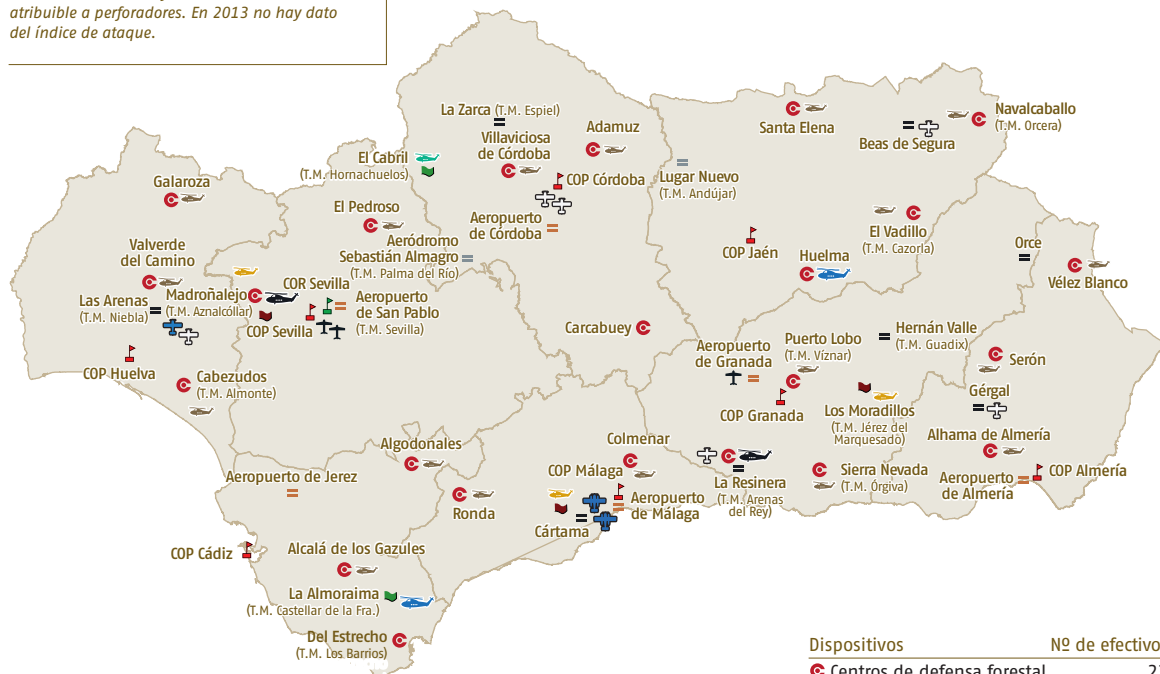 atribuible a perforadores. En 2013 no hay dato
del índice de ataque.
La Zarca (T.M. Espiel)
Villaviciosa
de Córdoba
Adamuz
Santa Elena
Navalcaballo
(T.M. Orcera)
Beas de Segura
El Cabril
(T.M. Hornachuelos)
COP Córdoba
Lugar Nuevo
(T.M. Andújar)
Galaroza
El Pedroso
Aeropuerto
de Córdoba
El Vadillo
(T.M. Cazorla)
Valverde
del Camino
Aeródromo
Sebastián Almagro
(T.M. Palma del Río)
COP Jaén
Huelma
Orce
Vélez Blanco
Las Arenas
(T.M. Niebla)
Madroñalejo
(T.M. Aznalcóllar)
COR Sevilla
COP Sevilla
Aeropuerto
de San Pablo
(T.M. Sevilla)
Carcabuey
Aeropuerto
de Granada
Puerto Lobo
(T.M. Víznar)
Hernán Valle
(T.M. Guadix)
Serón
COP Huelva
Cabezudos
(T.M. Almonte)
COP Granada
Los Moradillos
(T.M. Jérez del
Marquesado)
Gérgal
Alhama de Almería
Algodonales
Colmenar
COP Málaga
La Resinera
(T.M. Arenas
del Rey)
Sierra Nevada
(T.M. Órgiva)
Aeropuerto
de Almería
COP Almería
Aeropuerto de Jerez
Ronda
Aeropuerto
de Málaga
Cártama
COP Cádiz
Alcalá de los Gazules
La Almoraima
(T.M. Castellar de la Fra.)
Del Estrecho
(T.M. Los Barrios)
Dispositivos Nº de efectivo
Centros de defensa forestal